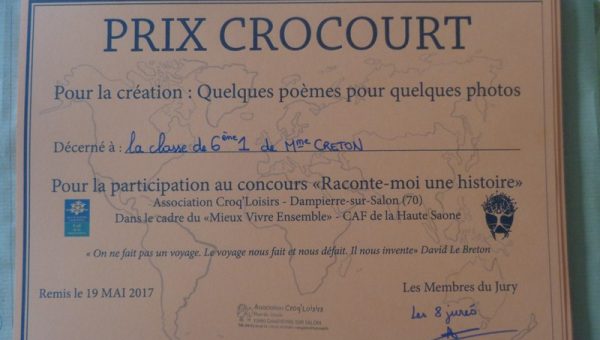 PRIX CROCOURT
Pour la création : Quelques poèmes pour quelques photos
Décerné à : la classe de 6ème 1 de Mme CRETON
Pour la participation au concours «Raconte-moi une histoire»
Association Croq'Loisirs - Dampierre-sur-Salon (70)
Dans le cadre du «Mieux Vivre Ensemble» - CAF de la Haute Saone
« On ne fait pas un voyage. Le voyage nous fait et nous défait. Il nous invente» David Le Breton
Remis le 19 MAI 2017
Les Membres du Jury
Les 8 jurés
Association Croq'Loisirs